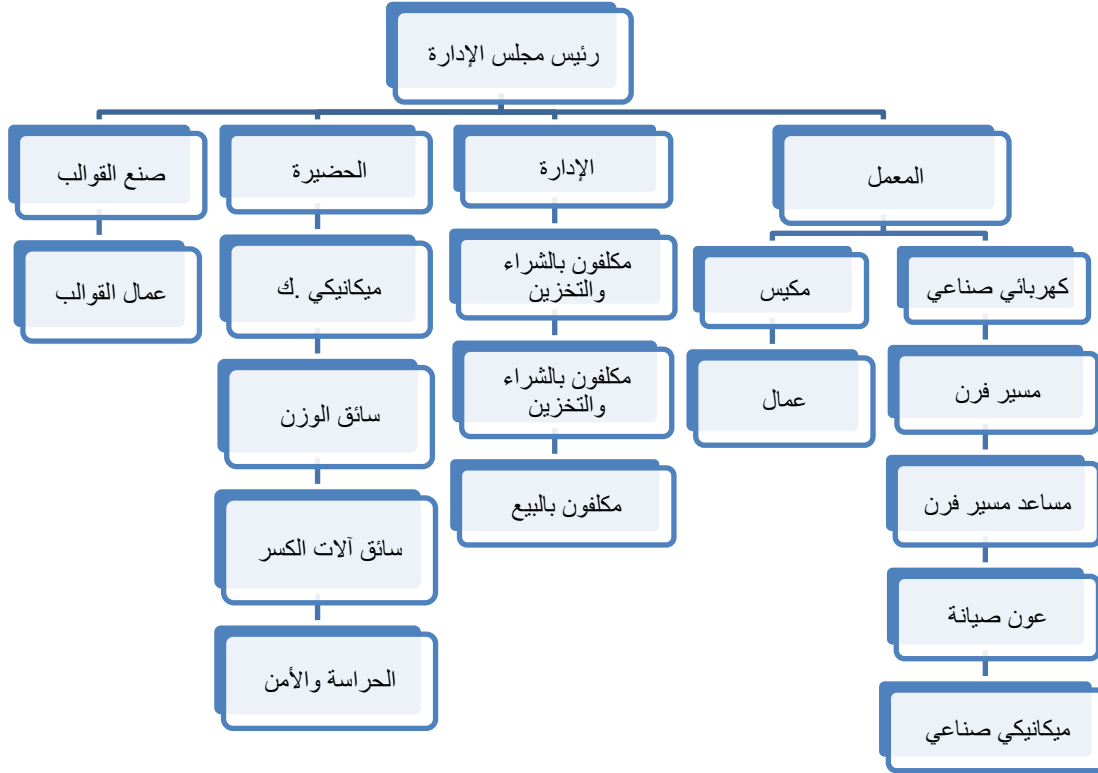 رئيس مجلس الإدارة
المعمل
الإدارة
الحضيرة
صنع القوالب
كهربائي صناعي
مكيس
مكلفون بالشراء
والتخزين
ميكانيكي .ك
عمال القوالب
مسير فرن
عمال
مكلفون بالشراء
والتخزين
سائق الوزن
مساعد مسير فرن
مكلفون بالبيع
سائق آلات الكسر
عون صيانة
الحراسة والأمن
ميكانيكي صناعي